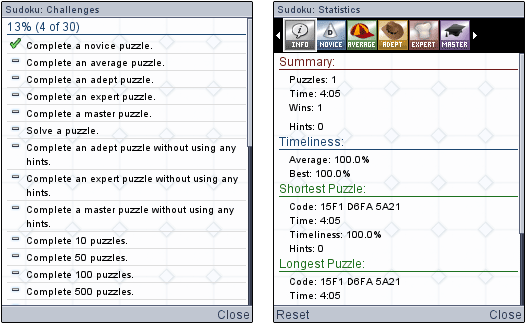 Sudoku: Challenges
13% (4 of 30)
Complete a novice puzzle.
Complete an average puzzle.
Complete an adept puzzle.
Complete an expert puzzle.
Complete a master puzzle.
Solve a puzzle.
Complete an adept puzzle without using any
hints.
Complete an expert puzzle without using any
hints.
Complete a master puzzle without using any
hints.
Complete 10 puzzles.
Complete 50 puzzles.
Complete 100 puzzles.
Complete 500 puzzles.
Close
Sudoku: Statistics
INFO NOVICE AVERAGE ADEPT EXPERT MASTER
Summary:
Puzzles: 1
Time: 4:05
Wins: 1
Hints: 0
Timeliness:
Average: 100.0%
Best: 100.0%
Shortest Puzzle:
Code: 15F1 D6FA 5A21
Time: 4:05
Timeliness: 100.0%
Hints: 0
Longest Puzzle:
Code: 15F1 D6FA 5A21
Time: 4:05
Reset Close